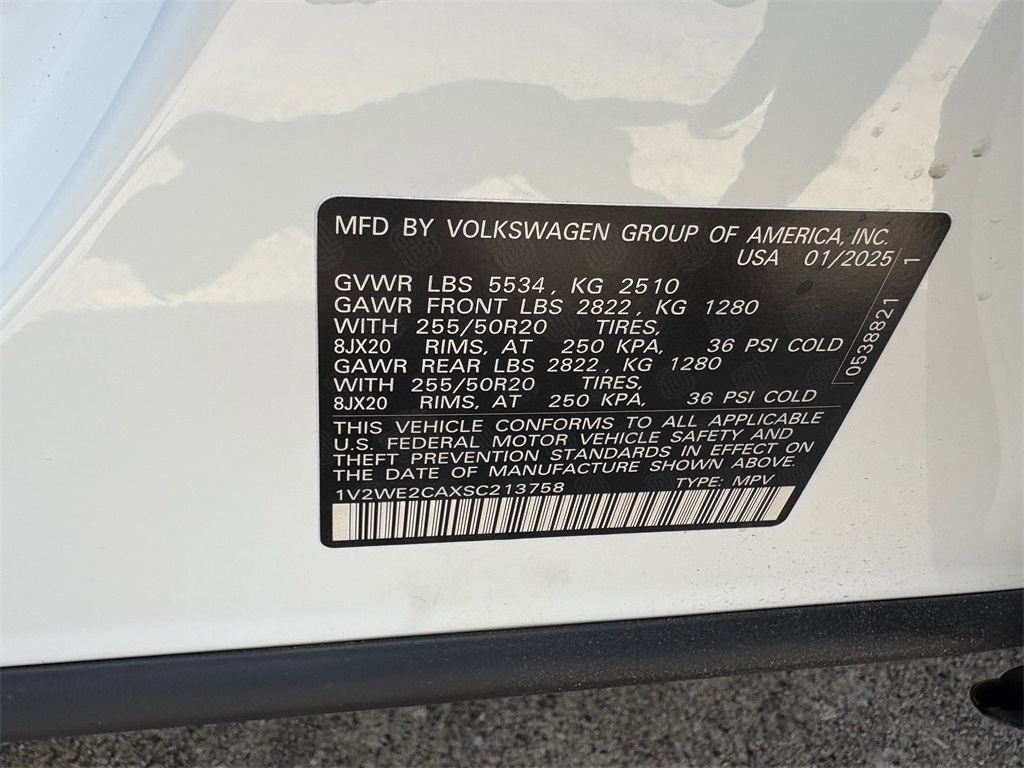 MFD BY VOLKSWAGEN GROUP OF AMERICA, INC.
USA 01/2025
GVWR LBS 5534, KG 2510
GAWR FRONT LBS 2822, KG 1280
WITH 255/50R20 TIRES,
8JX20 RIMS, AT 250 KPA, 36 PSI COLD
GAWR REAR LBS 2822, KG 1280
WITH 255/50R20 TIRES,
8JX20 RIMS, AT 250 KPA, 36 PSI COLD
THIS VEHICLE CONFORMS TO ALL APPLICABLE
U.S. FEDERAL MOTOR VEHICLE SAFETY AND
THEFT PREVENTION STANDARDS IN EFFECT ON
THE DATE OF MANUFACTURE SHOWN ABOVE.
1V2WE2CAXSC213758 TYPE: MPV
0538821 1